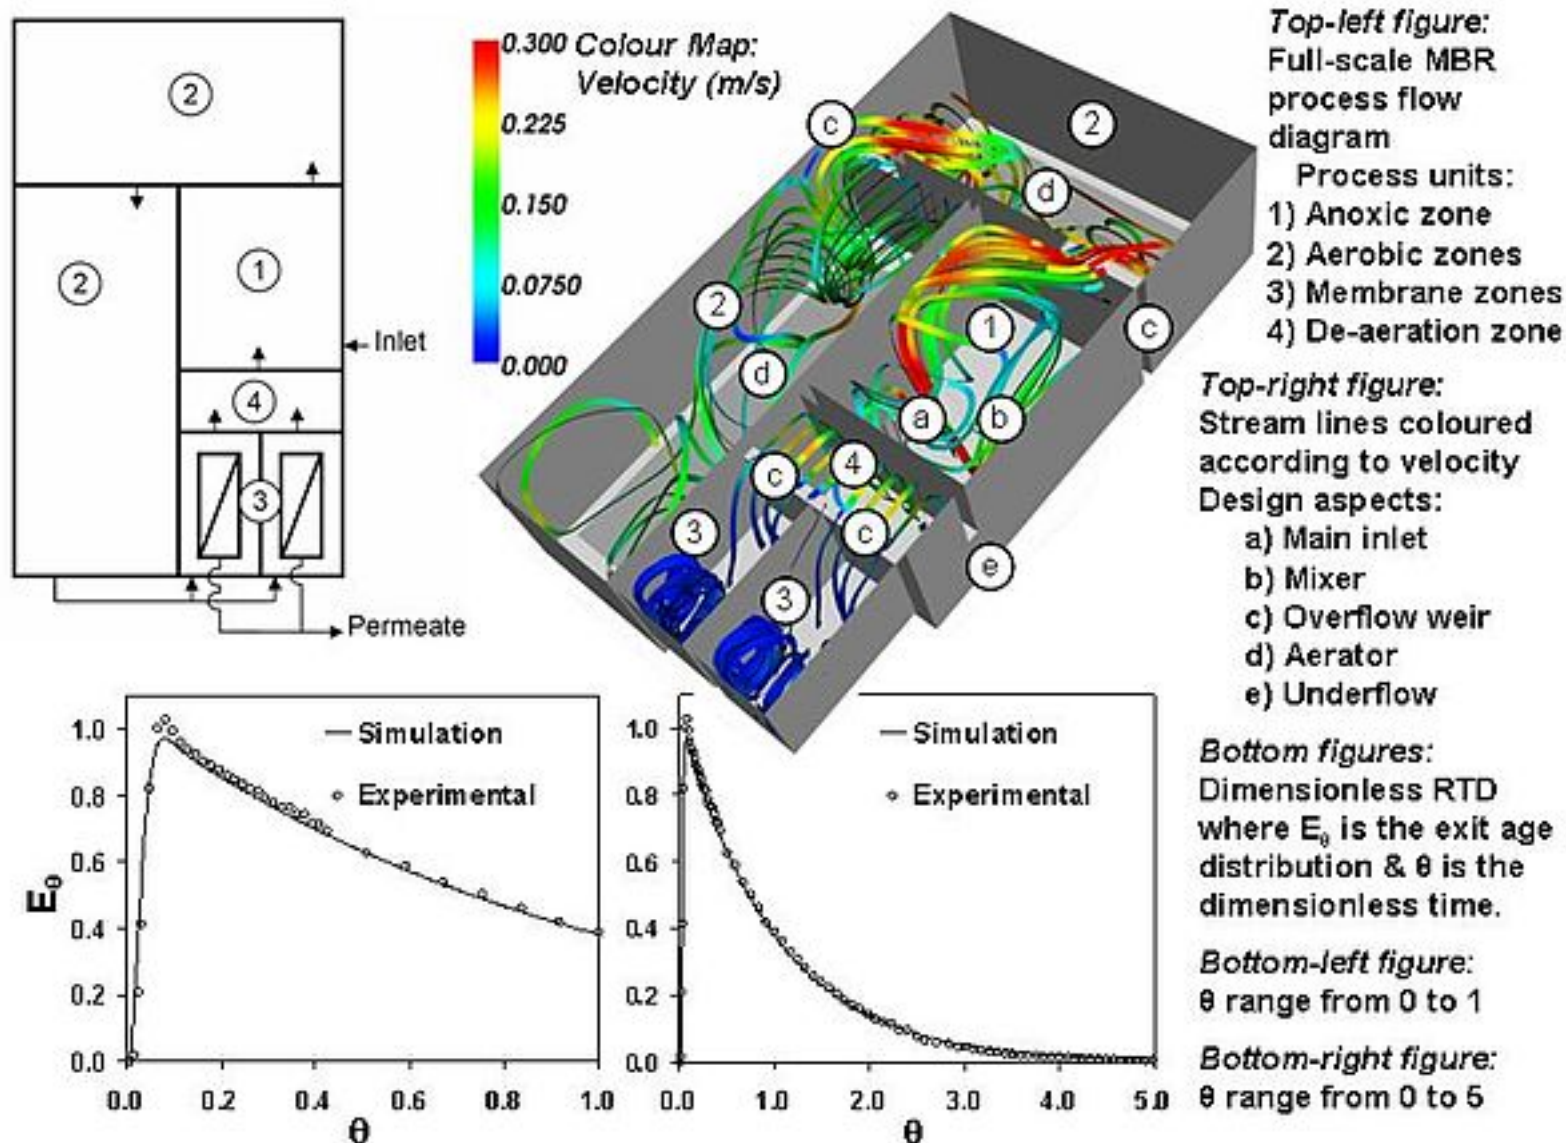 2
2
1
Inlet
4
3
Permeate
0.300
0.225
0.150
0.0750
0.000
Colour Map:
Velocity (m/s)
c
2
d
2
1
c
d
a
b
c
4
3
c
e
3
Top-left figure:
Full-scale MBR
process flow
diagram
Process units:
1) Anoxic zone
2) Aerobic zones
3) Membrane zones
4) De-aeration zone
Top-right figure:
Stream lines coloured
according to velocity
Design aspects:
a) Main inlet
b) Mixer
c) Overflow weir
d) Aerator
e) Underflow
Eθ
1.0
0.8
0.6
0.4
0.2
0.0
Simulation
Experimental
0.0 0.2 0.4 0.6 0.8 1.0
θ
1.0
0.8
0.6
0.4
0.2
0.0
Simulation
Experimental
0.0 1.0 2.0 3.0 4.0 5.0
θ
Bottom figures:
Dimensionless RTD
where Eθ is the exit age
distribution & θ is the
dimensionless time.
Bottom-left figure:
θ range from 0 to 1
Bottom-right figure:
θ range from 0 to 5